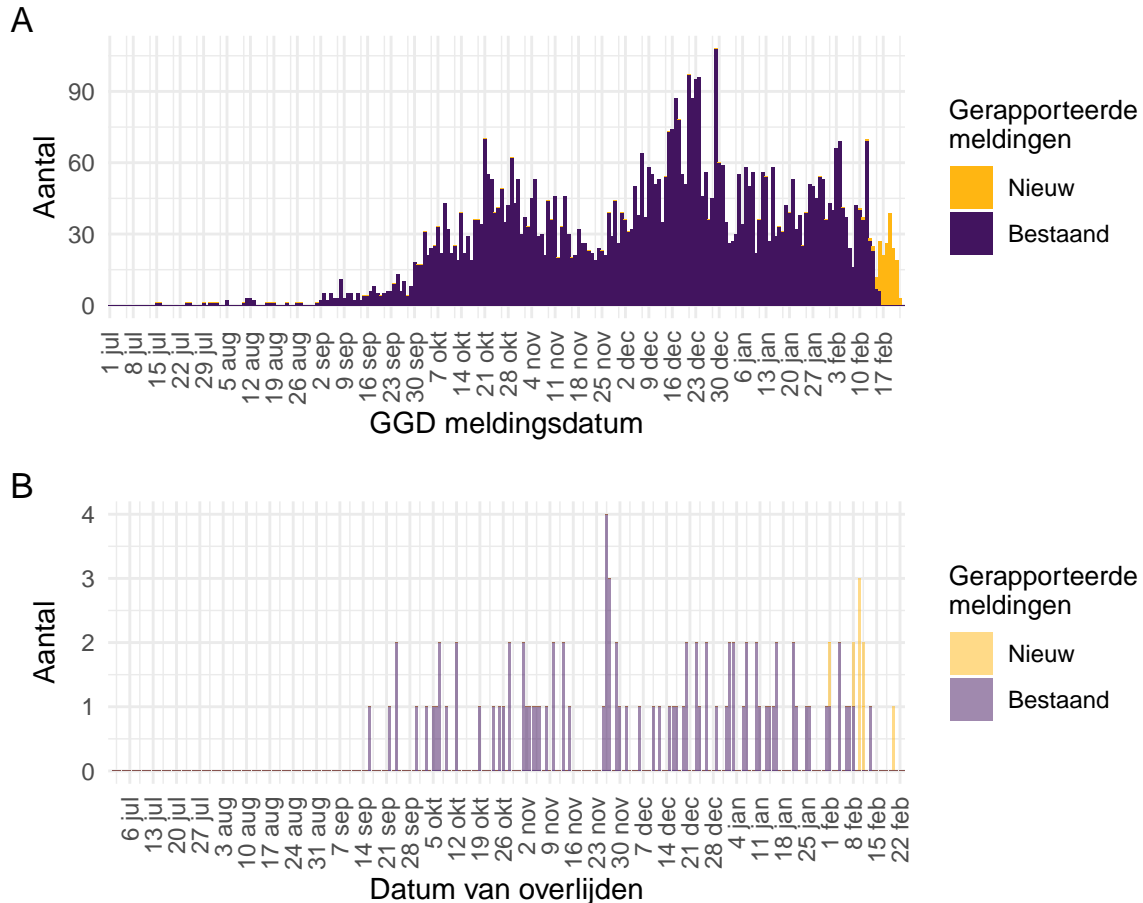 A
90
60
30
0
Aantal
1 jul
8 jul
15 jul
22 jul
29 jul
5 aug
12 aug
19 aug
26 aug
2 sep
9 sep
16 sep
23 sep
30 sep
7 okt
14 okt
21 okt
28 okt
4 nov
11 nov
18 nov
25 nov
2 dec
9 dec
16 dec
23 dec
30 dec
6 jan
13 jan
20 jan
27 jan
3 feb
10 feb
17 feb
GGD meldingsdatum
Gerapporteerde
meldingen
Nieuw
Bestaand
B
4
3
2
1
0
Aantal
6 jul
13 jul
20 jul
27 jul
3 aug
10 aug
17 aug
24 aug
31 aug
7 sep
14 sep
21 sep
28 sep
5 okt
12 okt
19 okt
26 okt
2 nov
9 nov
16 nov
23 nov
30 nov
7 dec
14 dec
21 dec
28 dec
4 jan
11 jan
18 jan
25 jan
1 feb
8 feb
15 feb
22 feb
Datum van overlijden
Gerapporteerde
meldingen
Nieuw
Bestaand